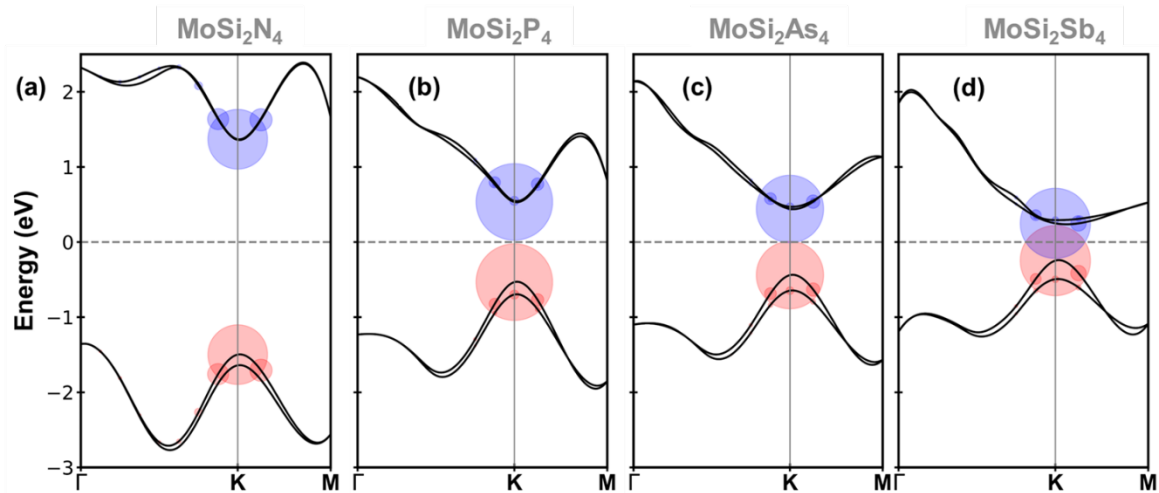 MoSi₂N₄ MoSi₂P₄ MoSi₂As₄ MoSi₂Sb₄
(a) (b) (c) (d)
Energy (eV)
2
1
0
−1
−2
−3
Γ K M Γ K M Γ K M Γ K M